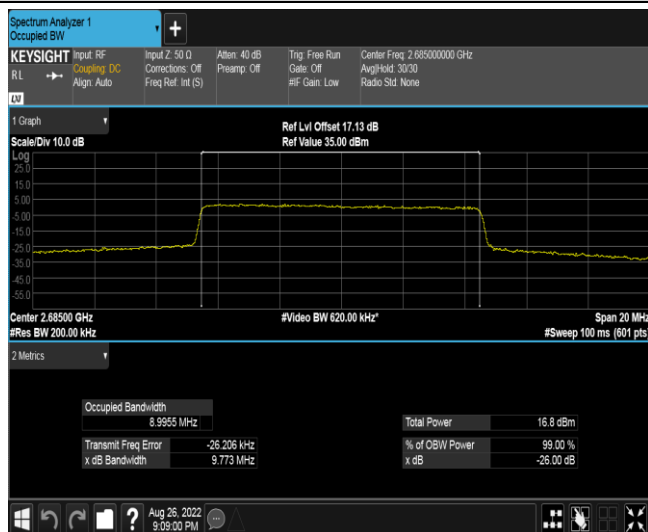 Spectrum Analyzer 1
Occupied BW
KEYSIGHT
R L
LXI
Input: RF
Coupling: DC
Align: Auto
Input Z: 50 Ω
Corrections: Off
Freq Ref: Int (S)
Atten: 40 dB
Preamp: Off
Trig: Free Run
Gate: Off
#IF Gain: Low
Center Freq: 2.685000000 GHz
Avg|Hold: 30/30
Radio Std: None
1 Graph
Scale/Div 10.0 dB
Ref Lvl Offset 17.13 dB
Ref Value 35.00 dBm
Log
25.0
15.0
5.00
-5.00
-15.0
-25.0
-35.0
-45.0
-55.0
Center 2.68500 GHz
#Res BW 200.00 kHz
#Video BW 620.00 kHz*
Span 20 MHz
#Sweep 100 ms (601 pts)
2 Metrics
Occupied Bandwidth
8.9955 MHz
Transmit Freq Error -26.206 kHz
x dB Bandwidth 9.773 MHz
Total Power 16.8 dBm
% of OBW Power 99.00 %
x dB -26.00 dB
?
Aug 26, 2022
9:09:00 PM